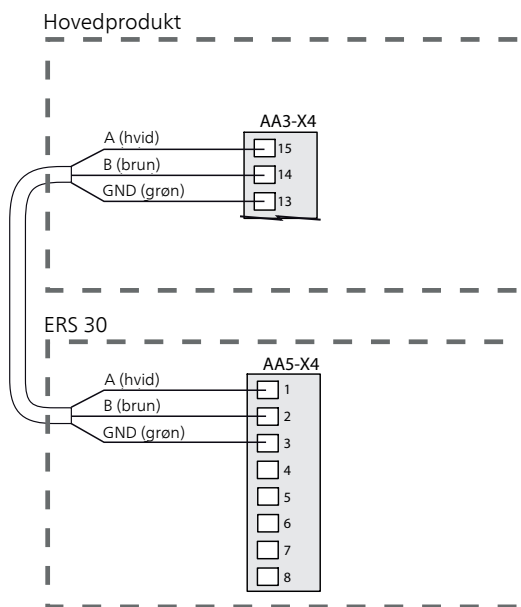 Hovedprodukt
AA3-X4
A (hvid)
15
B (brun)
14
GND (grøn)
13
ERS 30
AA5-X4
A (hvid)
1
B (brun)
2
GND (grøn)
3
4
5
6
7
8